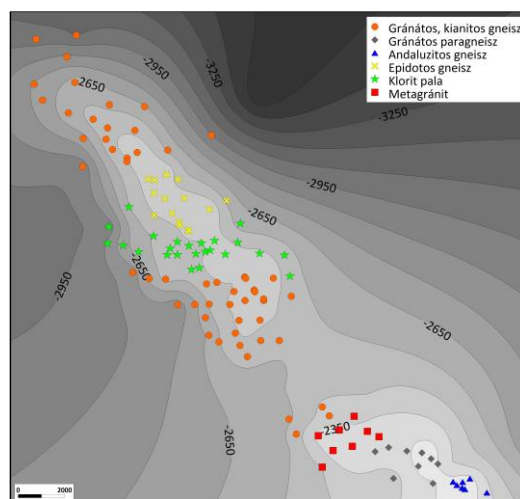 Gránátos, kianitos gneisz
Gránátos paragneisz
Andaluzitos gneisz
Epidotos gneisz
Klorit pala
Metagránit
-2650
-2950
-3250
-3250
-2950
-2650
-2650
-2950
-2650
-2650
-2350
0
2000